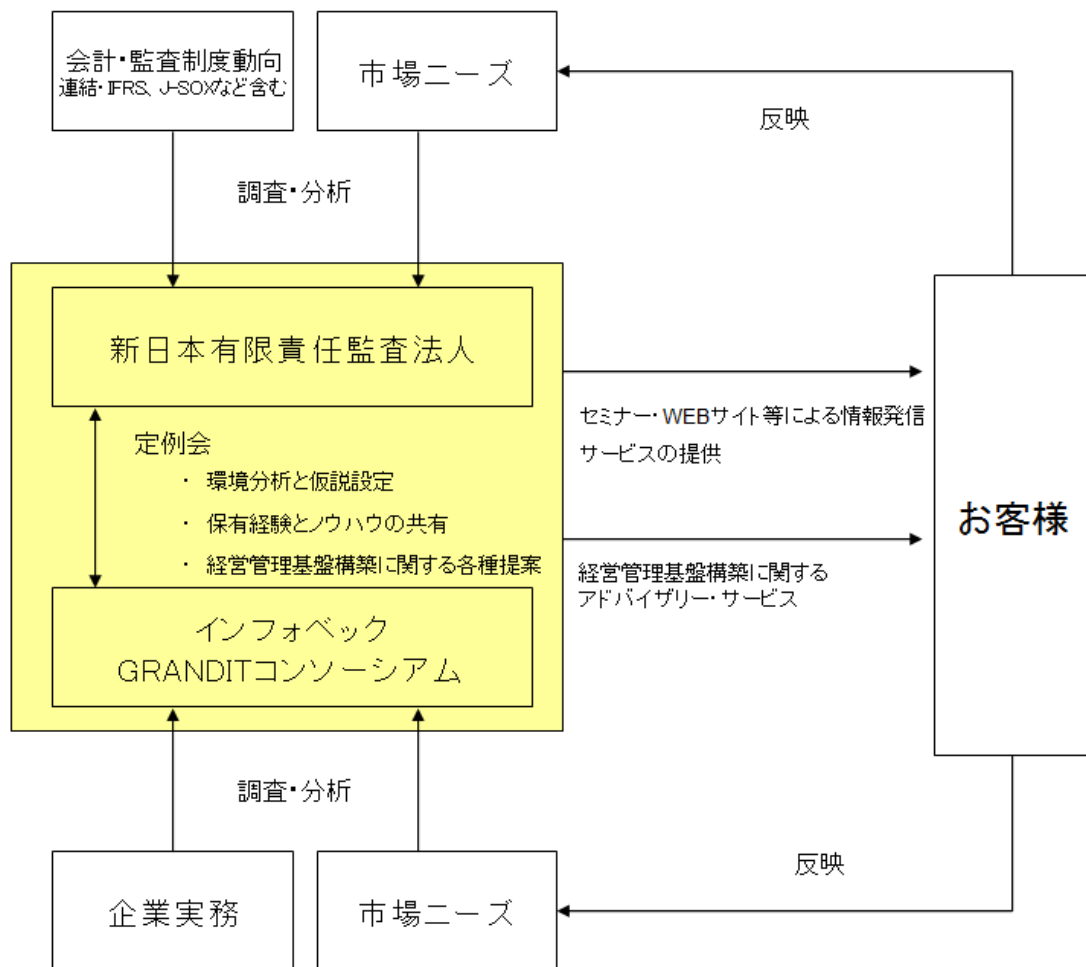 会計・監査制度動向
連結・IFRS、J-SOXなど含む
市場ニーズ
反映
調査・分析
新日本有限責任監査法人
定例会
・ 環境分析と仮説設定
・ 保有経験とノウハウの共有
・ 経営管理基盤構築に関する各種提案
インフォベック
GRANDITコンソーシアム
セミナー・WEBサイト等による情報発信
サービスの提供
経営管理基盤構築に関する
アドバイザリー・サービス
お客様
調査・分析
反映
企業実務
市場ニーズ